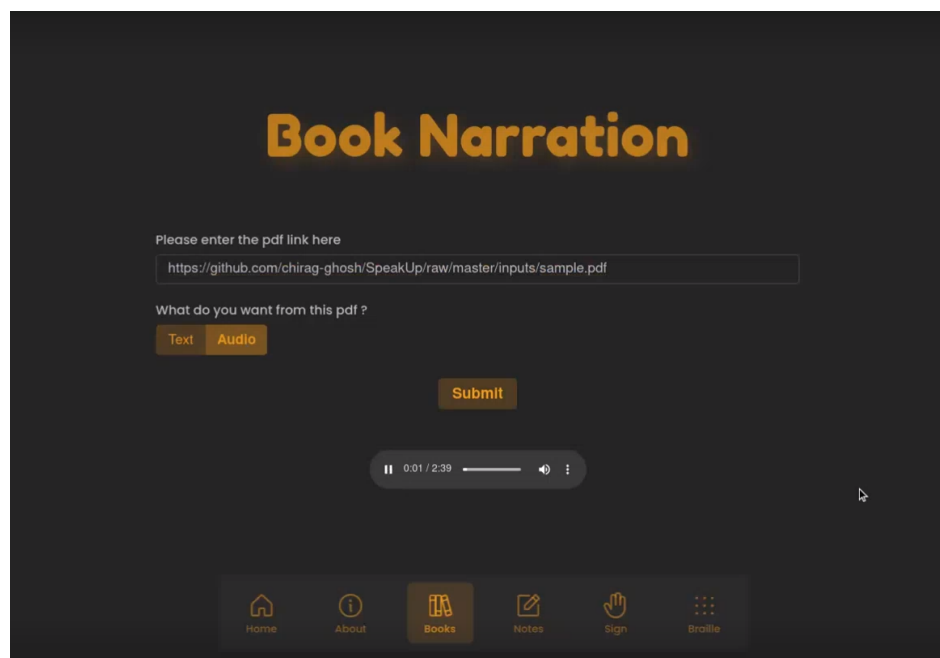 Book Narration
Please enter the pdf link here
https://github.com/chirag-ghosh/SpeakUp/raw/master/inputs/sample.pdf
What do you want from this pdf ?
Text Audio
Submit
0:01 / 2:39
Home About Books Notes Sign Braille